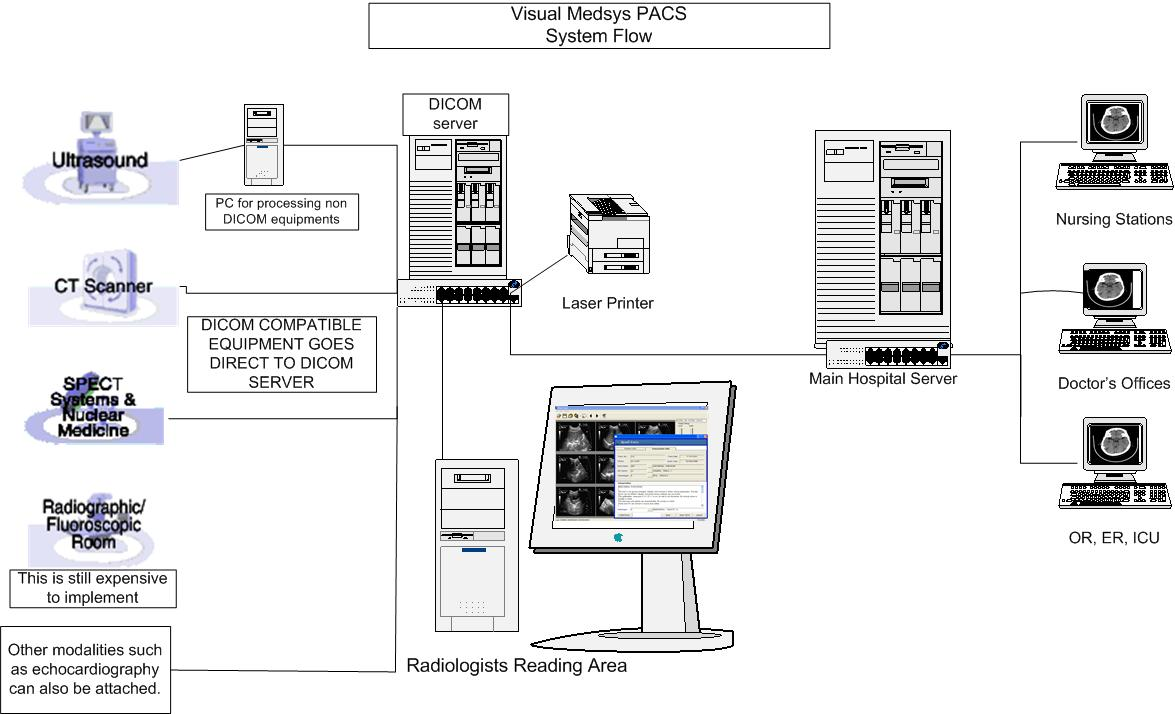 Visual Medsys PACS
System Flow
DICOM
server
Ultrasound
PC for processing non
DICOM equipments
CT Scanner
DICOM COMPATIBLE
EQUIPMENT GOES
DIRECT TO DICOM
SERVER
SPECT
Systems &
Nuclear
Medicine
Radiographic/
Fluoroscopic
Room
This is still expensive
to implement
Other modalities such
as echocardiography
can also be attached.
Laser Printer
Radiologists Reading Area
Main Hospital Server
Nursing Stations
Doctor's Offices
OR, ER, ICU